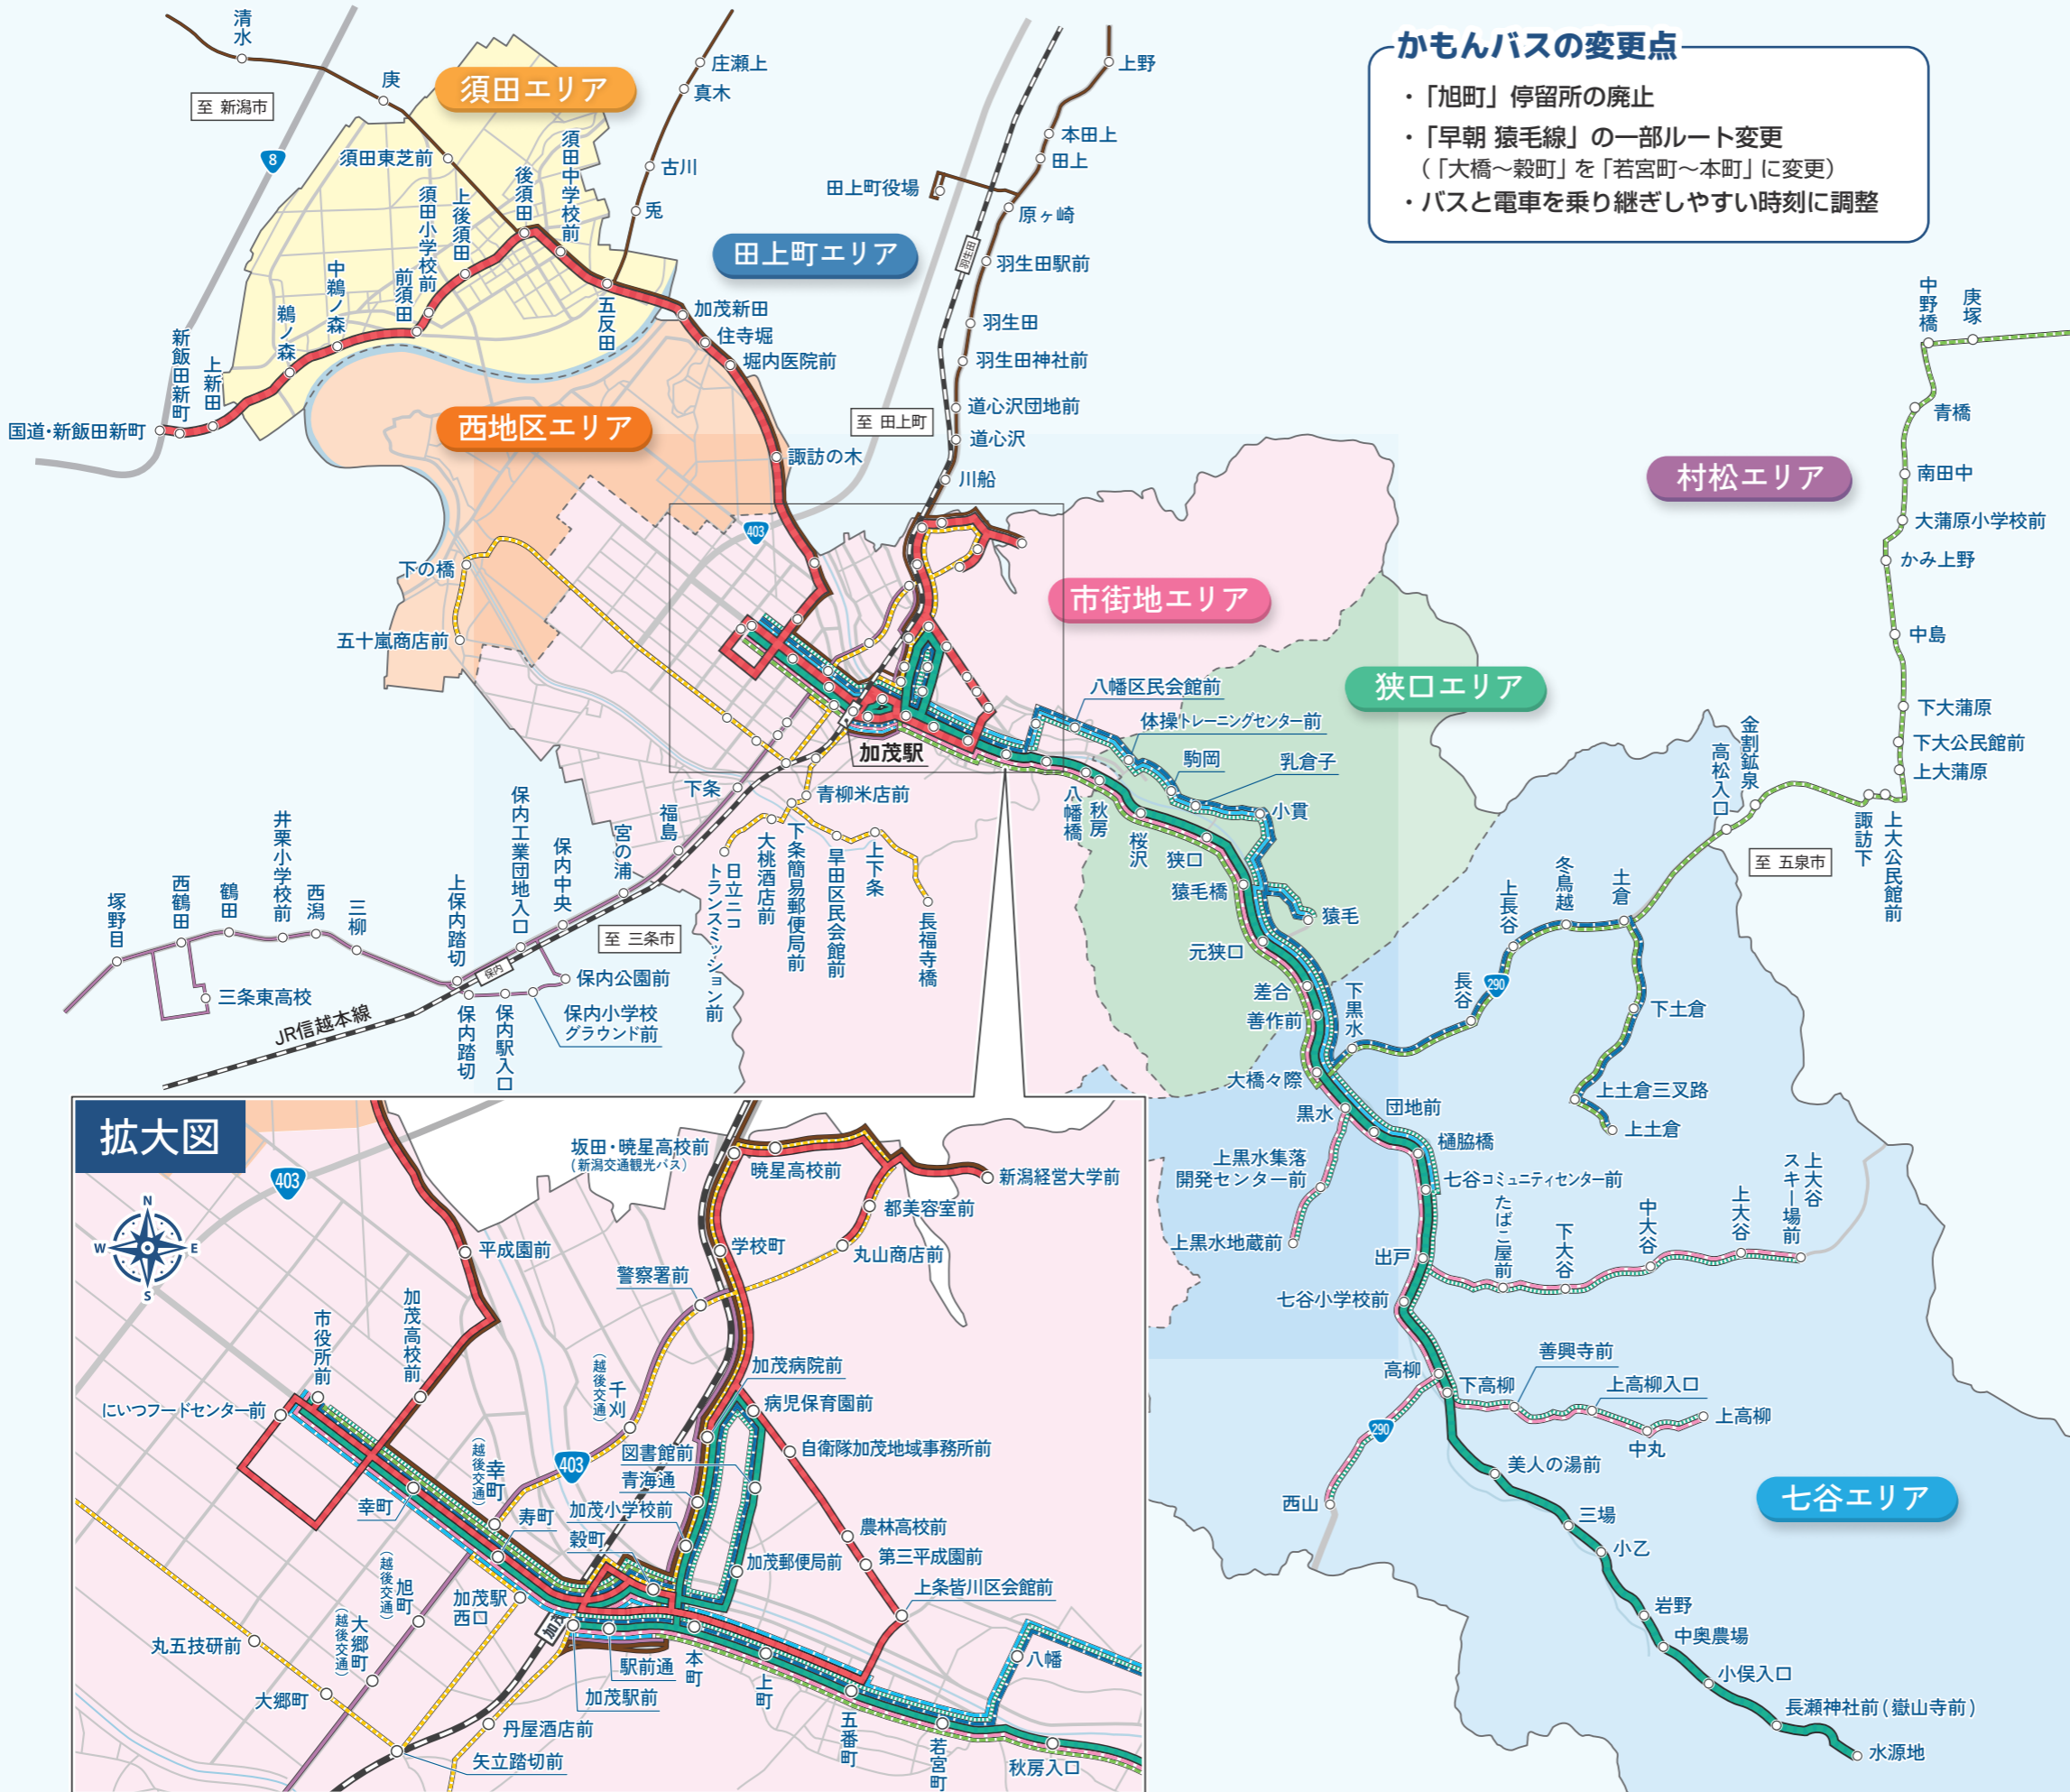 かもんバスの変更点
・「旭町」停留所の廃止
・「早朝 猿毛線」の一部ルート変更
（「大橋～穀町」を「若宮町～本町」に変更）
・バスと電車を乗り継ぎしやすい時刻に調整
清水
庚
至 新潟市
8
須田エリア
須田東芝前
須田小学校前
上後須田
後須田
須田中学校前
前須田
中鵜ノ森
鵜ノ森
上新田
新飯田新町
国道・新飯田新町
庄瀬上
真木
古川
兎
五反田
加茂新田
住寺堀
堀内医院前
諏訪の木
西地区エリア
田上町エリア
上野
本田上
田上
田上町役場
原ヶ崎
羽生田
羽生田駅前
羽生田
羽生田神社前
道心沢団地前
道心沢
川船
至 田上町
403
下の橋
五十嵐商店前
市街地エリア
狭口エリア
村松エリア
中野橋
庚塚
青橋
南田中
大蒲原小学校前
かみ上野
中島
下大蒲原
下大公民館前
上大蒲原
上大公民館前
諏訪下
金割鉱泉
高松入口
至 五泉市
加茂駅
八幡区民会館前
体操トレーニングセンター前
駒岡
乳倉子
小貫
八幡橋
秋房
桜沢
狭口
猿毛橋
猿毛
元狭口
差合
善作前
下黒水
大橋々際
黒水
団地前
樋脇橋
七谷コミュニティセンター前
上黒水集落
開発センター前
上黒水地蔵前
出戸
七谷小学校前
たばこ屋前
下大谷
中大谷
上大谷
上大谷
スキー場前
長谷
290
上長谷
冬鳥越
土倉
下土倉
上土倉三叉路
上土倉
高柳
下高柳
善興寺前
上高柳入口
中丸
上高柳
290
西山
美人の湯前
三場
小乙
岩野
中奥農場
小俣入口
長瀬神社前（嶽山寺前）
水源地
七谷エリア
下条
福島
宮の浦
保内中央
保内工業団地入口
上保内踏切
三柳
西潟
井栗小学校前
鶴田
西鶴田
塚野目
三条東高校
至 三条市
保内
保内公園前
保内小学校
グラウンド前
保内駅入口
保内踏切
JR信越本線
青柳米店前
下条簡易郵便局前
大桃酒店前
日立ニコ
トランスミッション前
旱田区民会館前
上下条
長福寺橋
拡大図
N
W
E
S
403
坂田・暁星高校前
（新潟交通観光バス）
暁星高校前
新潟経営大学前
都美容室前
丸山商店前
学校町
警察署前
平成園前
加茂高校前
市役所前
にいつフードセンター前
千刈
（越後交通）
加茂病院前
病児保育園前
自衛隊加茂地域事務所前
図書館前
青海通
加茂小学校前
穀町
403
幸町
（越後交通）
幸町
寿町
農林高校前
第三平成園前
加茂郵便局前
上条皆川区会館前
旭町
（越後交通）
大郷町
（越後交通）
加茂駅
西口
丸五技研前
大郷町
駅前通
加茂駅前
本町
上町
五番町
若宮町
八幡
秋房入口
丹屋酒店前
矢立踏切前